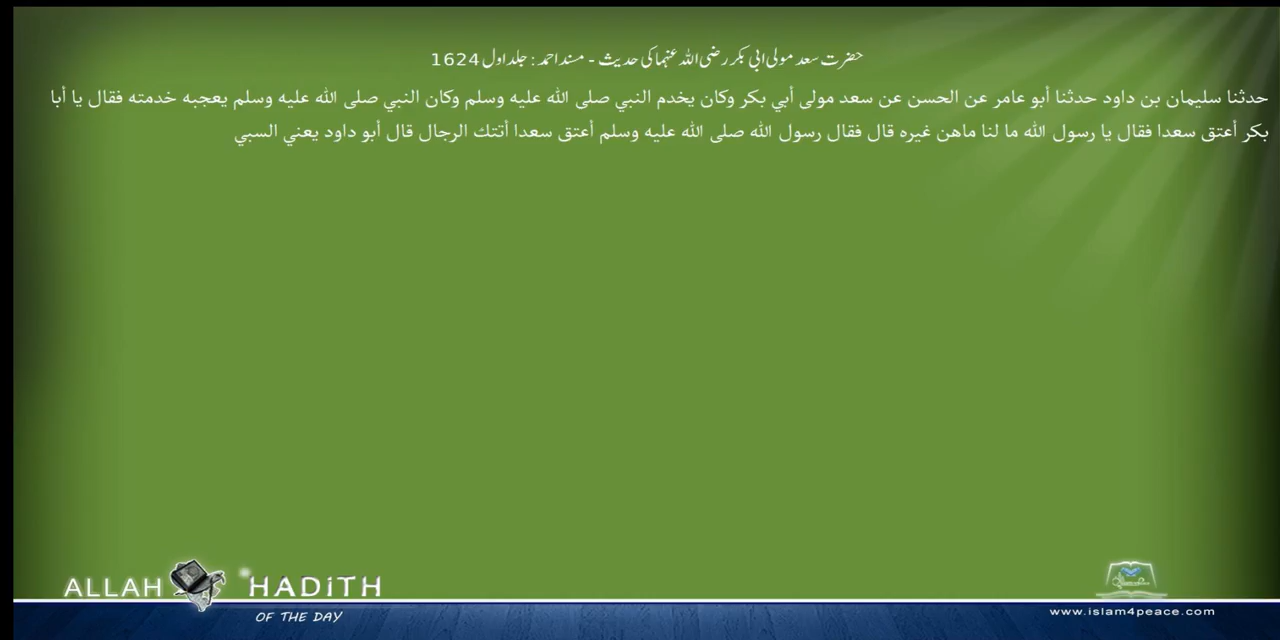 حضرت سعد مولی ابی بکر رضی اللہ عنہما کی حدیث - مسند احمد : جلد اول 1624
حدثنا سليمان بن داود حدثنا أبو عامر عن الحسن عن سعد مولى أبي بكر وكان يخدم النبي صلى الله عليه وسلم وكان النبي صلى الله عليه وسلم يعجبه خدمته فقال يا أبا
بكر أعتق سعدا فقال يا رسول الله ما لنا ماهن غيره قال فقال رسول الله صلى الله عليه وسلم أعتق سعدا أتتك الرجال قال أبو داود يعني السبي
ALLAH HADITH
OF THE DAY
www.islam4peace.com